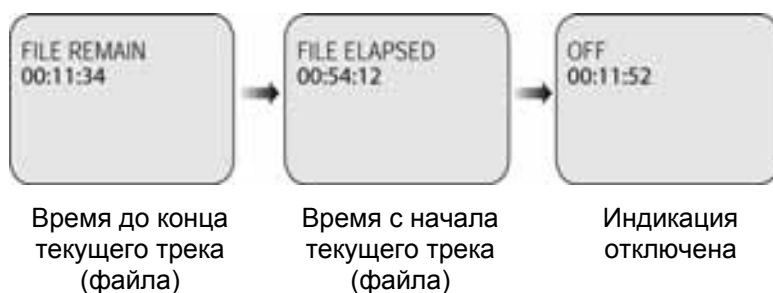 FILE REMAIN
00:11:34
FILE ELAPSED
00:54:12
OFF
00:11:52
Время до конца
текущего трека
(файла)
Время с начала
текущего трека
(файла)
Индикация
отключена